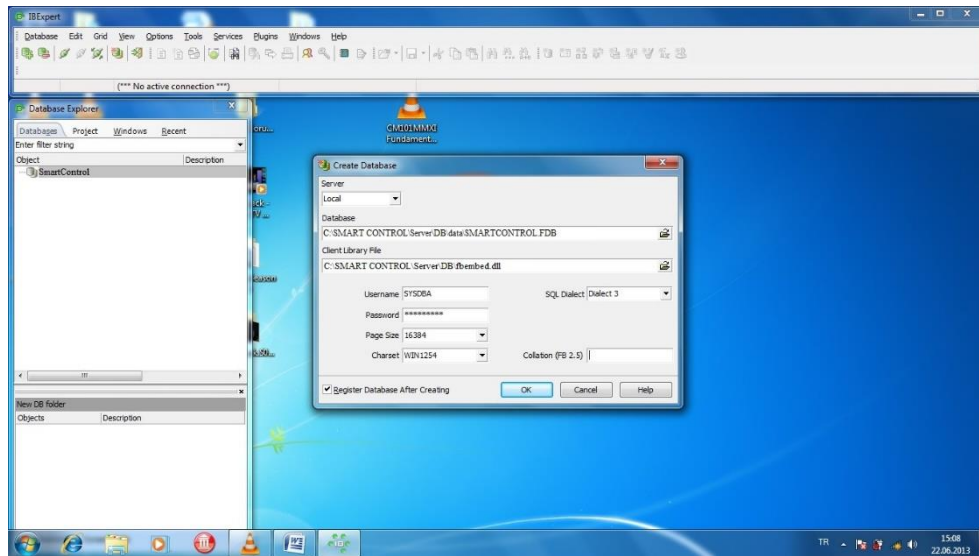 IBExpert
Database Edit Grid View Options Tools Services Plugins Windows Help
(*** No active connection ***)
Database Explorer
Databases Project Windows Recent
Enter filter string
Object Description
SmartControl
New DB folder
Objects Description
CM101MMXI
Fundament...
Create Database
Server
Local
Database
C:\SMART CONTROL\Server\DB\data\SMARTCONTROL.FDB
Client Library File
C:\SMART CONTROL\Server\DB\fbembed.dll
Username SYSDBA SQL Dialect Dialect 3
Password *********
Page Size 16384
Charset WIN1254 Collation (FB 2.5)
Register Database After Creating OK Cancel Help
TR 15:08
22.06.2013